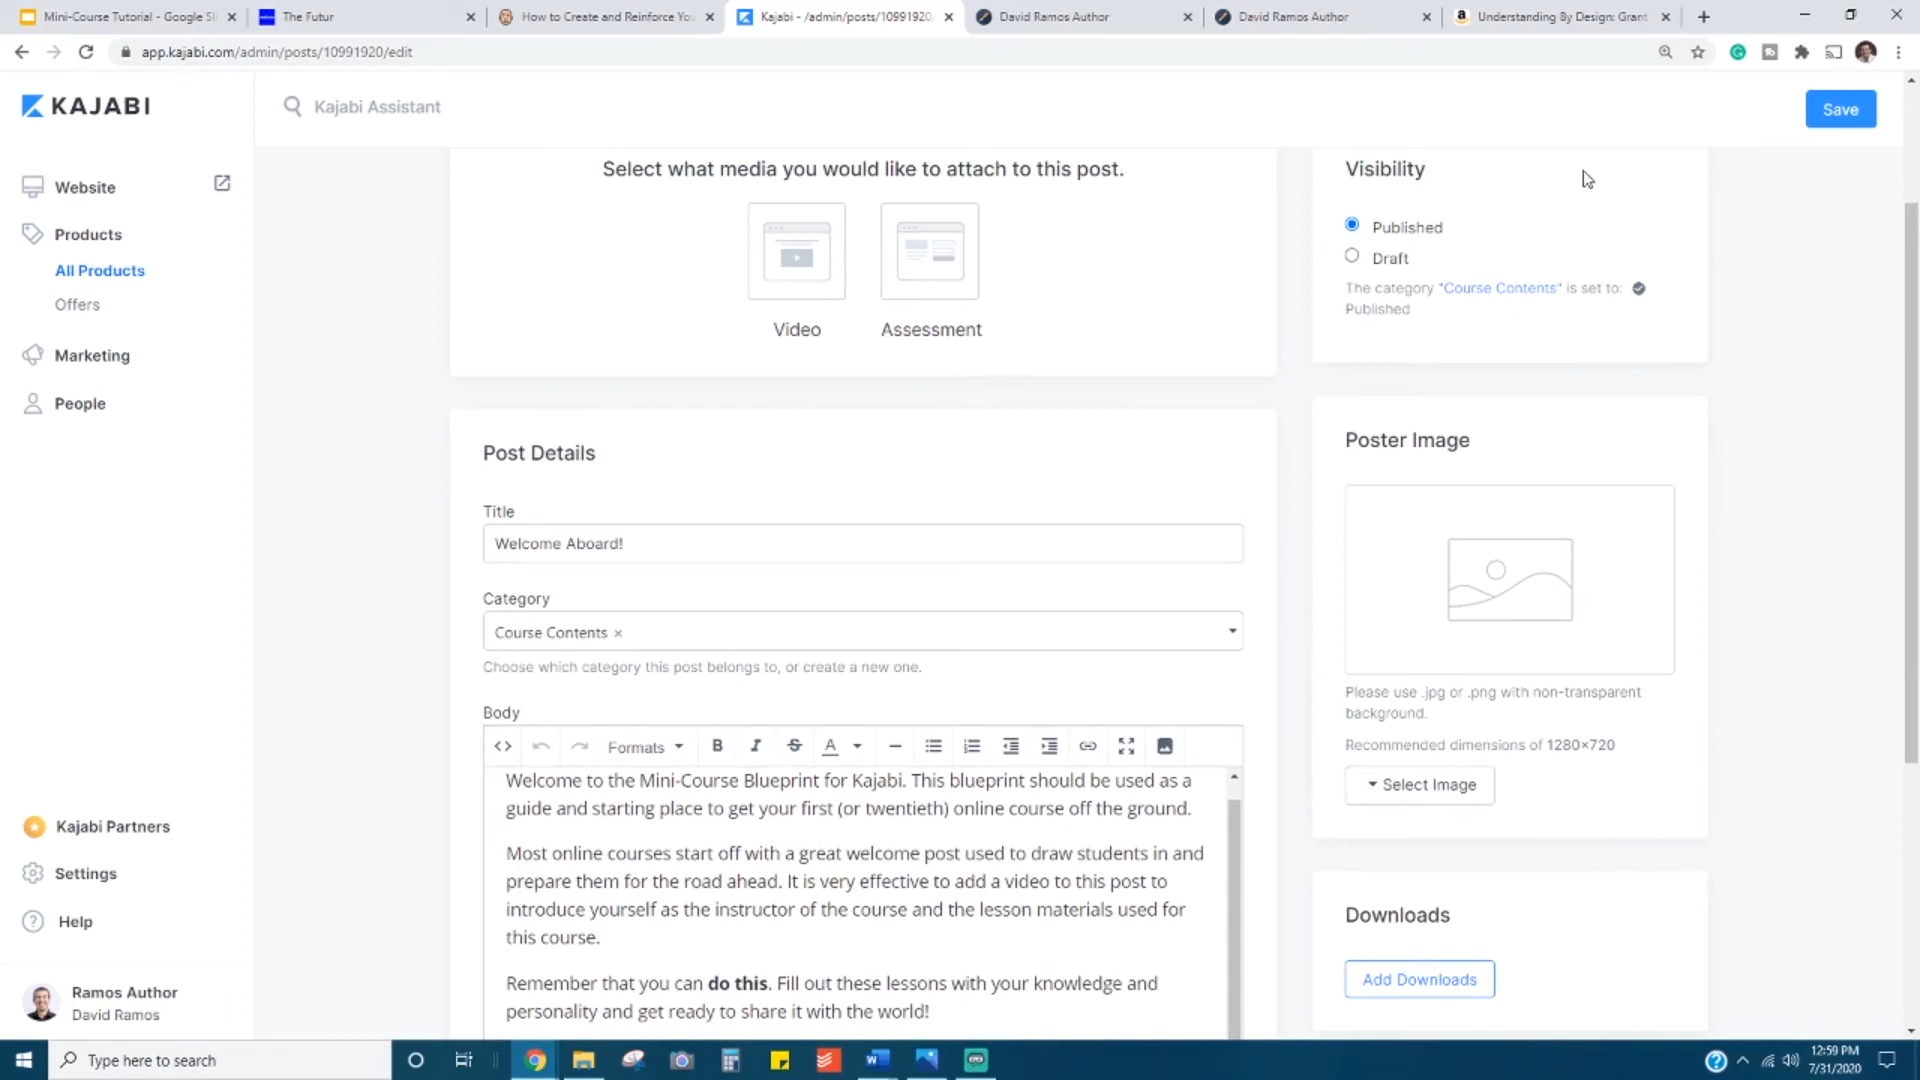 Mini-Course Tutorial - Google Sl
The Futur
How to Create and Reinforce You
Kajabi - /admin/posts/10991920
David Ramos Author
David Ramos Author
Understanding By Design: Grant
app.kajabi.com/admin/posts/10991920/edit
KAJABI
Kajabi Assistant
Save
Website
Products
All Products
Offers
Marketing
People
Kajabi Partners
Settings
Help
Ramos Author
David Ramos
Select what media you would like to attach to this post.
Video
Assessment
Post Details
Title
Welcome Aboard!
Category
Course Contents ×
Choose which category this post belongs to, or create a new one.
Body
Formats
Welcome to the Mini-Course Blueprint for Kajabi. This blueprint should be used as a
guide and starting place to get your first (or twentieth) online course off the ground.
Most online courses start off with a great welcome post used to draw students in and
prepare them for the road ahead. It is very effective to add a video to this post to
introduce yourself as the instructor of the course and the lesson materials used for
this course.
Remember that you can do this. Fill out these lessons with your knowledge and
personality and get ready to share it with the world!
Visibility
Published
Draft
The category "Course Contents" is set to:
Published
Poster Image
Please use .jpg or .png with non-transparent
background.
Recommended dimensions of 1280×720
Select Image
Downloads
Add Downloads
Type here to search
12:59 PM
7/31/2020